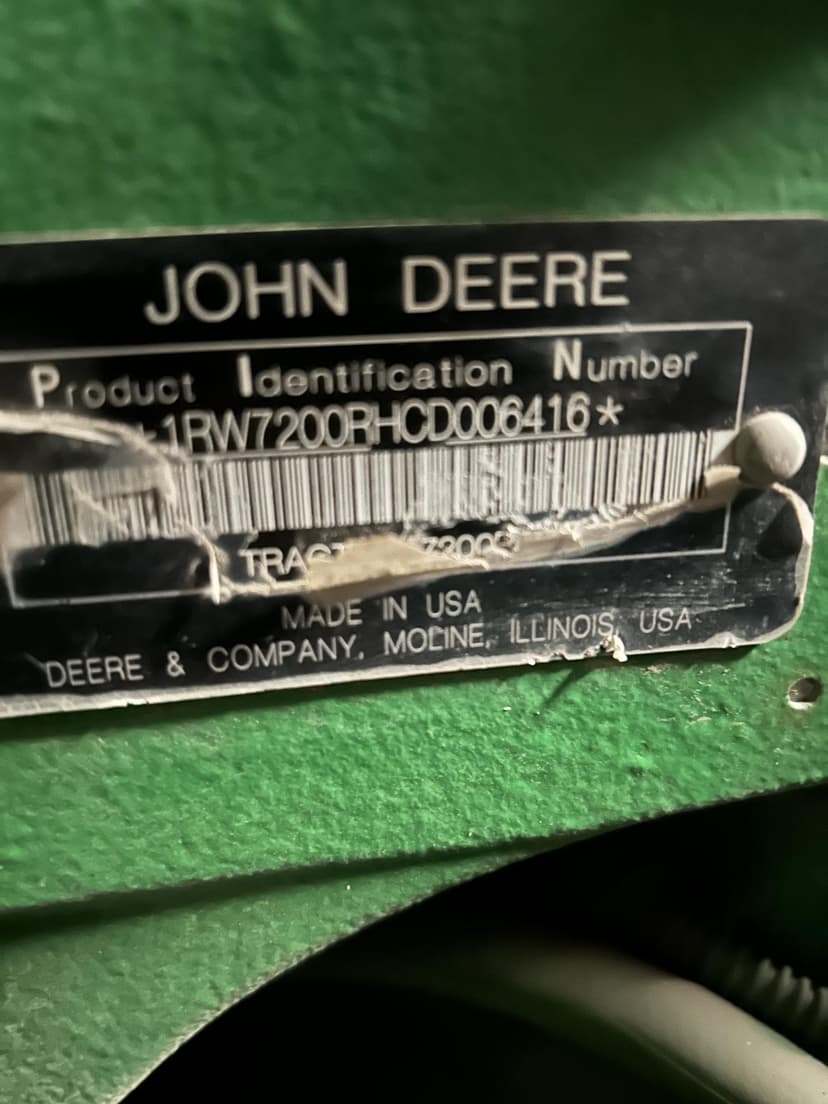 JOHN DEERE
Product Identification Number
*1RW7200RHCD006416*
MADE IN USA
DEERE & COMPANY, MOLINE, ILLINOIS, USA